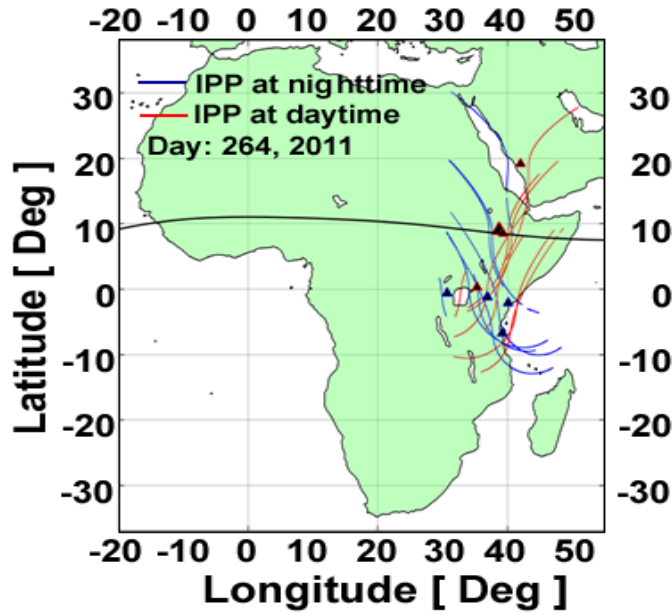 -20 -10 0 10 20 30 40 50
IPP at nighttime
IPP at daytime
Day: 264, 2011
30 30
20 20
10 10
0 0
-10 -10
-20 -20
-30 -30
Latitude [ Deg ]
-20 -10 0 10 20 30 40 50
Longitude [ Deg ]